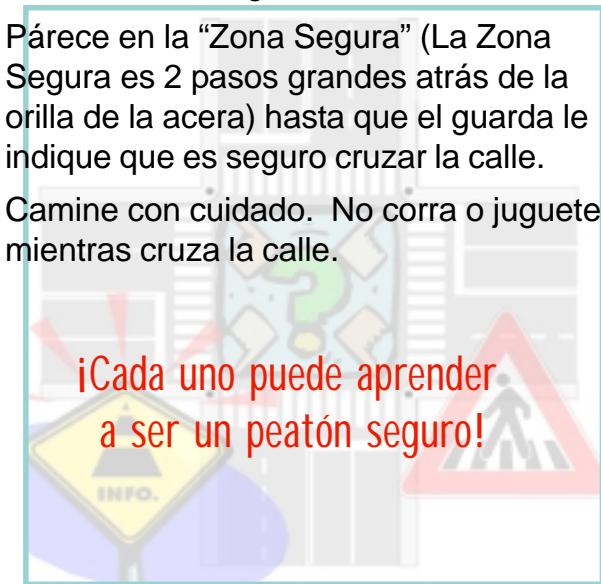 Párece en la “Zona Segura” (La Zona
Segura es 2 pasos grandes atrás de la
orilla de la acera) hasta que el guarda le
indique que es seguro cruzar la calle.
Camine con cuidado.  No corra o juguete
mientras cruza la calle.
¡Cada uno puede aprender
a ser un peatón seguro!
INFO.